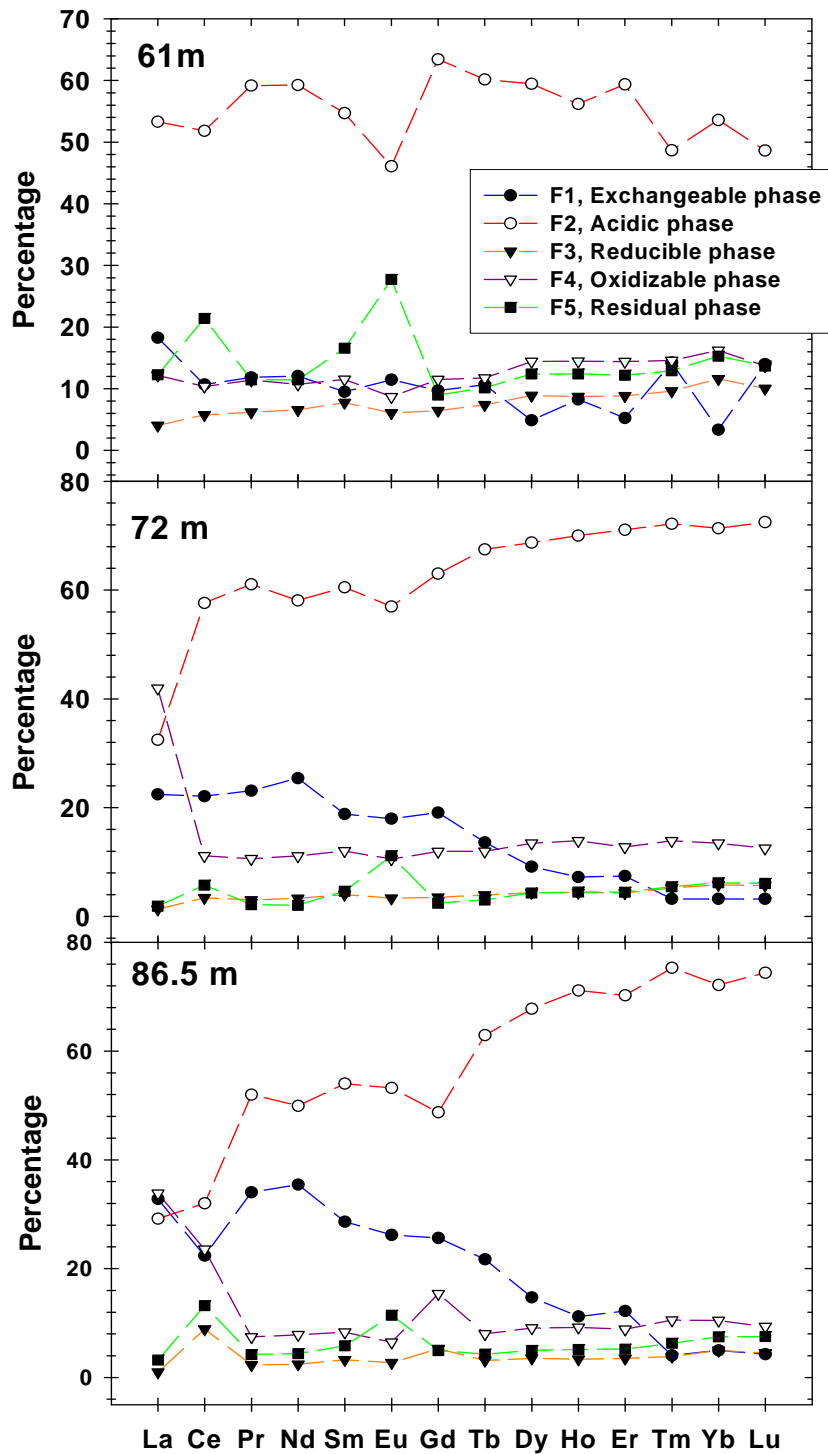 70
61m
60
50
40
F1, Exchangeable phase
F2, Acidic phase
F3, Reducible phase
F4, Oxidizable phase
F5, Residual phase
30
20
10
0
Percentage
80
72 m
60
40
20
0
Percentage
80
86.5 m
60
40
20
0
Percentage
La Ce Pr Nd Sm Eu Gd Tb Dy Ho Er Tm Yb Lu